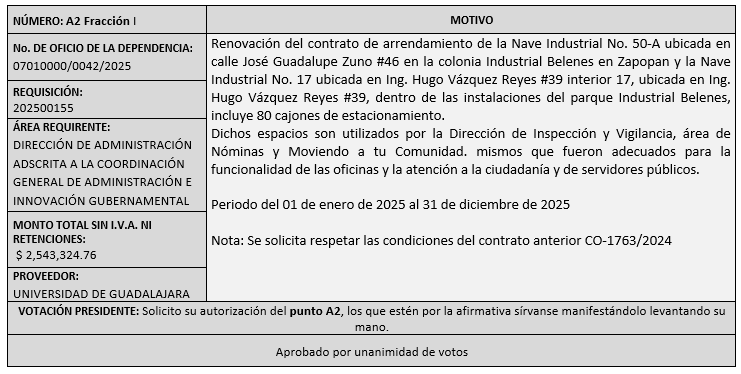 NÚMERO: A2 Fracción I
No. DE OFICIO DE LA DEPENDENCIA:
07010000/0042/2025
REQUISICIÓN:
202500155
ÁREA REQUIRENTE:
DIRECCIÓN DE ADMINISTRACIÓN
ADSCRITA A LA COORDINACIÓN
GENERAL DE ADMINISTRACIÓN E
INNOVACIÓN GUBERNAMENTAL
MONTO TOTAL SIN I.V.A. NI
RETENCIONES:
$ 2,543,324.76
PROVEEDOR:
UNIVERSIDAD DE GUADALAJARA
MOTIVO
Renovación del contrato de arrendamiento de la Nave Industrial No. 50-A ubicada en
calle José Guadalupe Zuno #46 en la colonia Industrial Belenes en Zapopan y la Nave
Industrial No. 17 ubicada en Ing. Hugo Vázquez Reyes #39 interior 17, ubicada en Ing.
Hugo Vázquez Reyes #39, dentro de las instalaciones del parque Industrial Belenes,
incluye 80 cajones de estacionamiento.
Dichos espacios son utilizados por la Dirección de Inspección y Vigilancia, área de
Nóminas y Moviendo a tu Comunidad. mismos que fueron adecuados para la
funcionalidad de las oficinas y la atención a la ciudadanía y de servidores públicos.
Periodo del 01 de enero de 2025 al 31 de diciembre de 2025
Nota: Se solicita respetar las condiciones del contrato anterior CO-1763/2024
VOTACIÓN PRESIDENTE: Solicito su autorización del punto A2, los que estén por la afirmativa sírvanse manifestándolo levantando su
mano.
Aprobado por unanimidad de votos